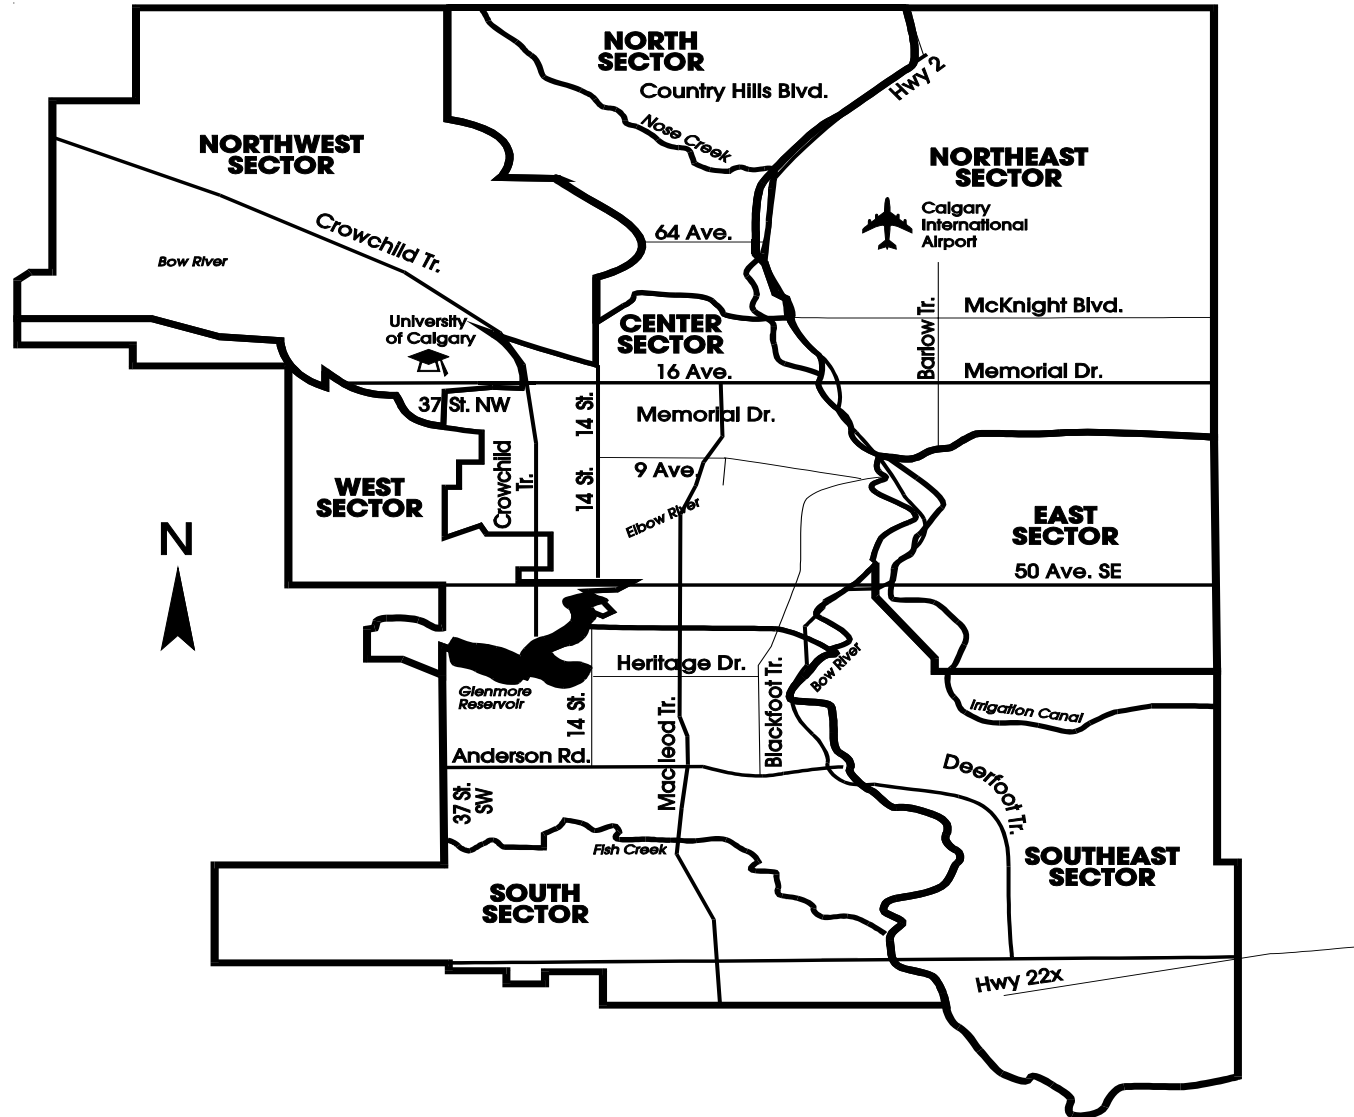 NORTH
SECTOR
Country Hills Blvd.
Hwy 2
Nose Creek
NORTHWEST
SECTOR
NORTHEAST
SECTOR
Calgary
International
Airport
Crowchild Tr.
64 Ave.
Bow River
McKnight Blvd.
Barlow Tr.
University
of Calgary
CENTER
SECTOR
16 Ave.
Memorial Dr.
37 St. NW
14 St.
Memorial Dr.
Crowchild
Tr.
14 St.
9 Ave.
WEST
SECTOR
Elbow River
EAST
SECTOR
N
50 Ave. SE
Heritage Dr.
Bow River
Glenmore
Reservoir
14 St.
Macleod Tr.
Blackfoot Tr.
Irrigation Canal
Anderson Rd.
Deerfoot Tr.
37 St.
SW
Fish Creek
SOUTHEAST
SECTOR
SOUTH
SECTOR
Hwy 22x